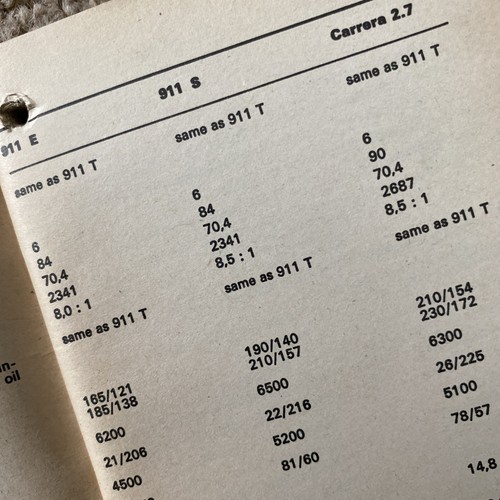 Carrera 2.7
911 S
911 E
same as 911 T
same as 911 T
same as 911 T
6
84
70,4
2341
8,0 : 1
same as 911 T
165/121
185/138
6200
21/206
4500
6
84
70,4
2341
8,5 : 1
same as 911 T
190/140
210/157
6500
22/216
5200
81/60
6
90
70,4
2687
8,5 : 1
same as 911 T
210/154
230/172
6300
26/225
5100
78/57
14,8
oil